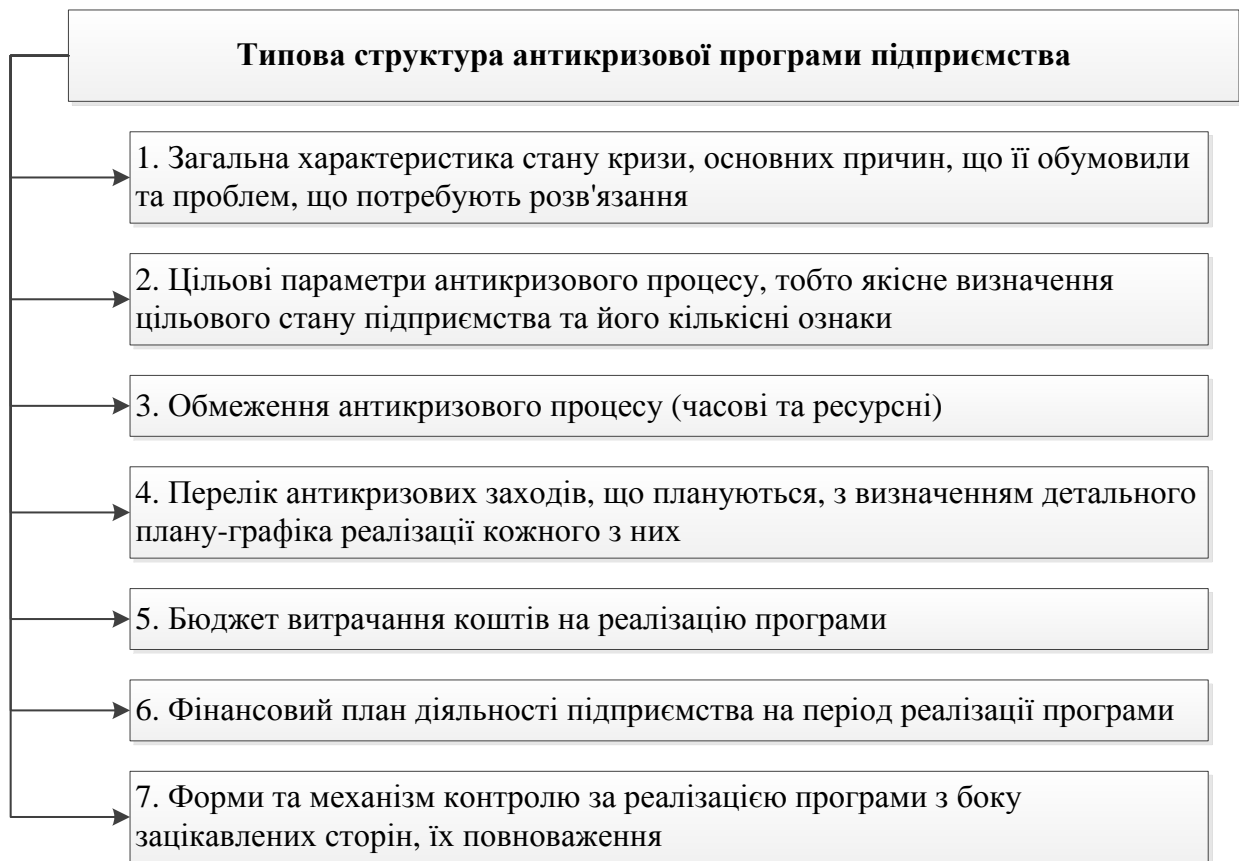 Типова структура антикризової програми підприємства
1. Загальна характеристика стану кризи, основних причин, що її обумовили
та проблем, що потребують розв'язання
2. Цільові параметри антикризового процесу, тобто якісне визначення
цільового стану підприємства та його кількісні ознаки
3. Обмеження антикризового процесу (часові та ресурсні)
4. Перелік антикризових заходів, що плануються, з визначенням детального
плану-графіка реалізації кожного з них
5. Бюджет витрачання коштів на реалізацію програми
6. Фінансовий план діяльності підприємства на період реалізації програми
7. Форми та механізм контролю за реалізацією програми з боку
зацікавлених сторін, їх повноваження